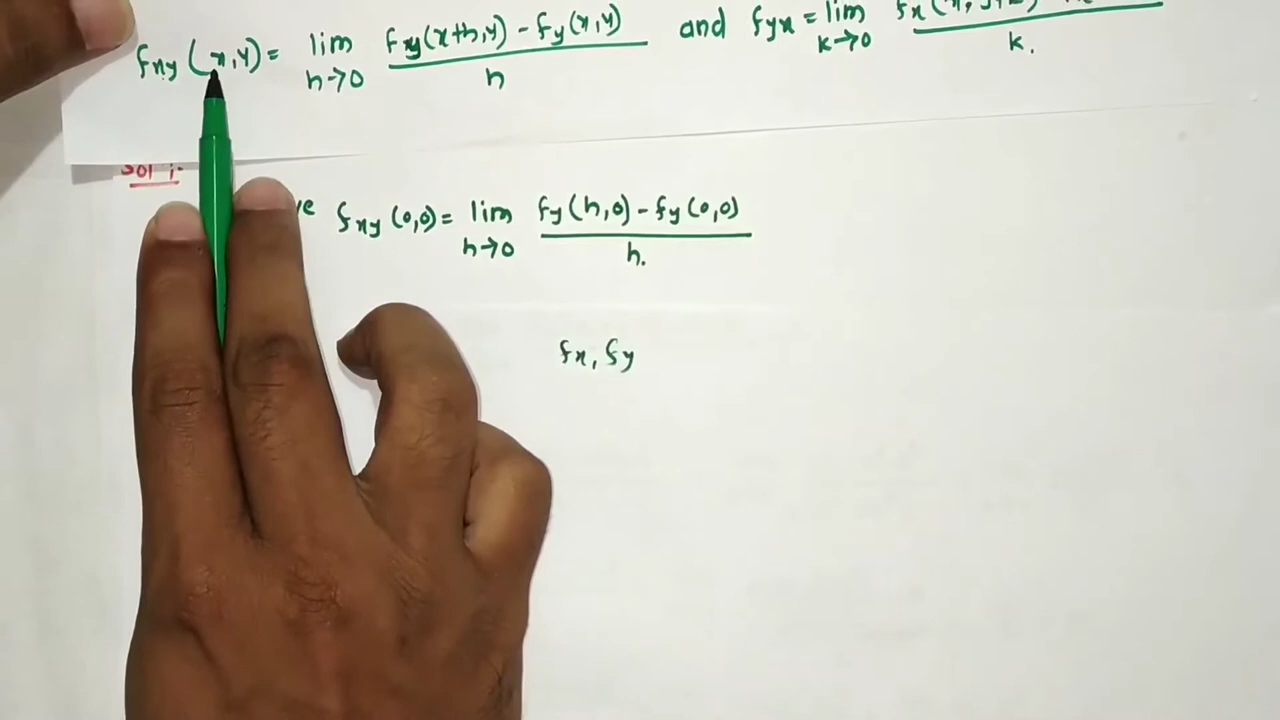 fxy (x,y) = lim h→0 fxy(x+h,y) - fy(x,y) / h and fyx = lim k→0 / k.
Sol :
ve fxy (0,0) = lim h→0 fy(h,0) - fy(0,0) / h.
fx, fy